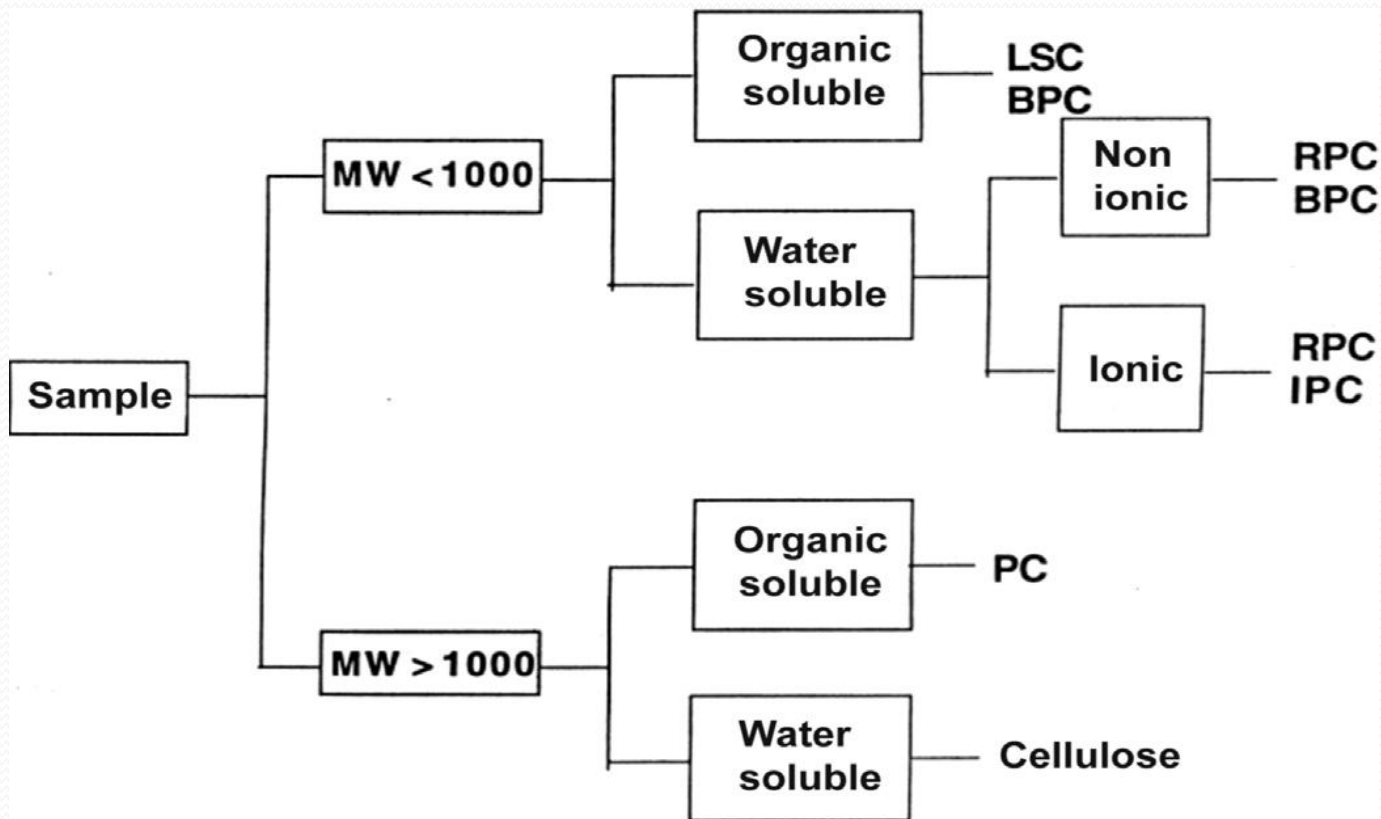 Organic
soluble
LSC
BPC
MW < 1000
Non
ionic
RPC
BPC
Water
soluble
Ionic
RPC
IPC
Sample
Organic
soluble
PC
MW > 1000
Water
soluble
Cellulose